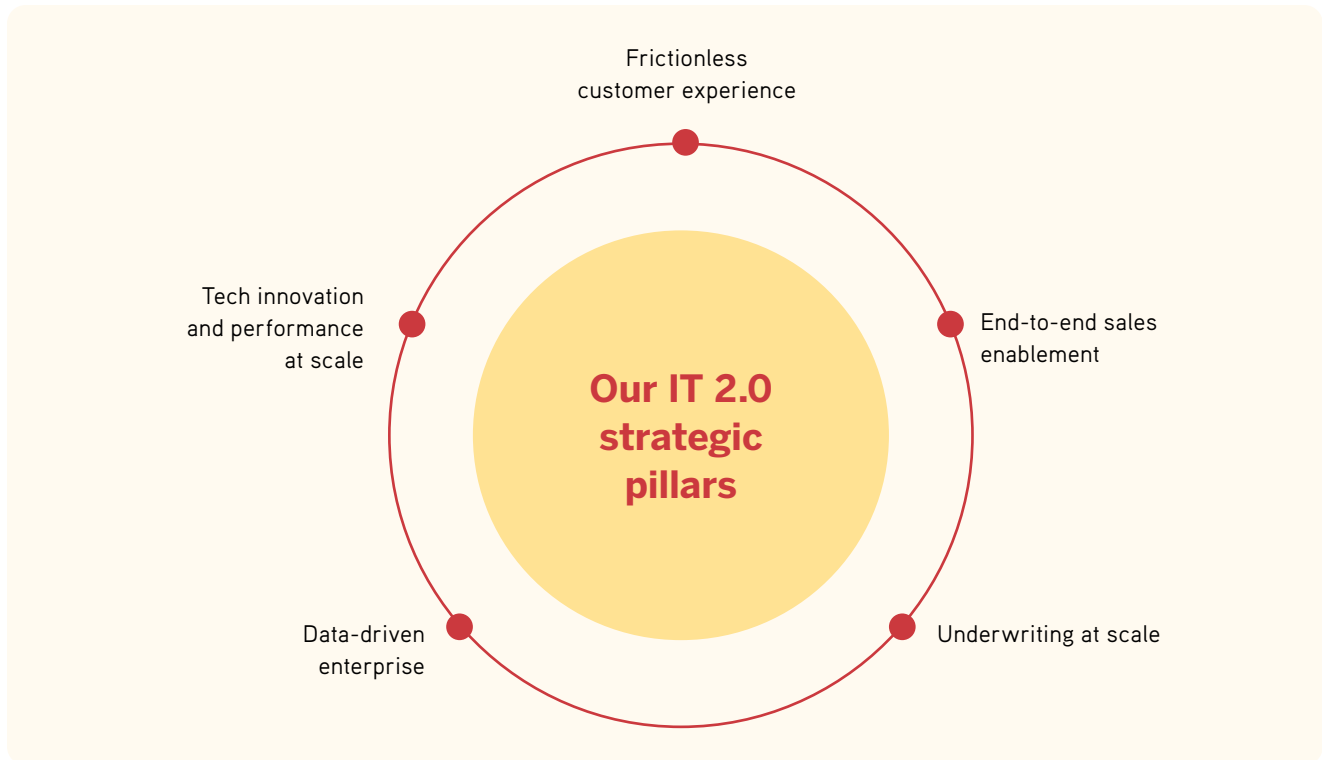 Frictionless
customer experience
Tech innovation
and performance
at scale
End-to-end sales
enablement
Our IT 2.0
strategic
pillars
Data-driven
enterprise
Underwriting at scale